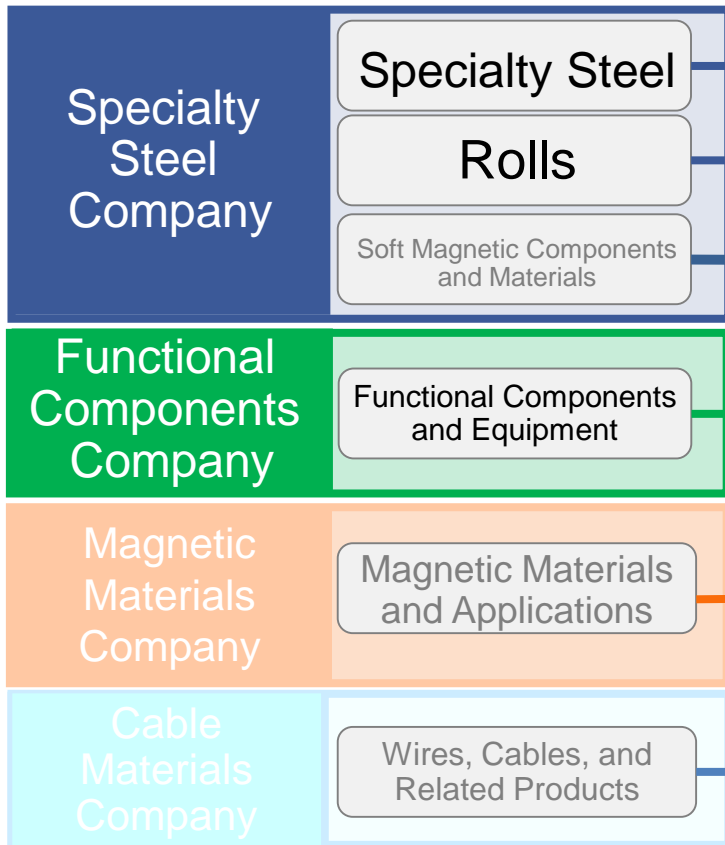 Specialty
Steel
Company
Specialty Steel
Rolls
Soft Magnetic Components
and Materials
Functional
Components
Company
Functional Components
and Equipment
Magnetic
Materials
Company
Magnetic Materials
and Applications
Cable
Materials
Company
Wires, Cables, and
Related Products